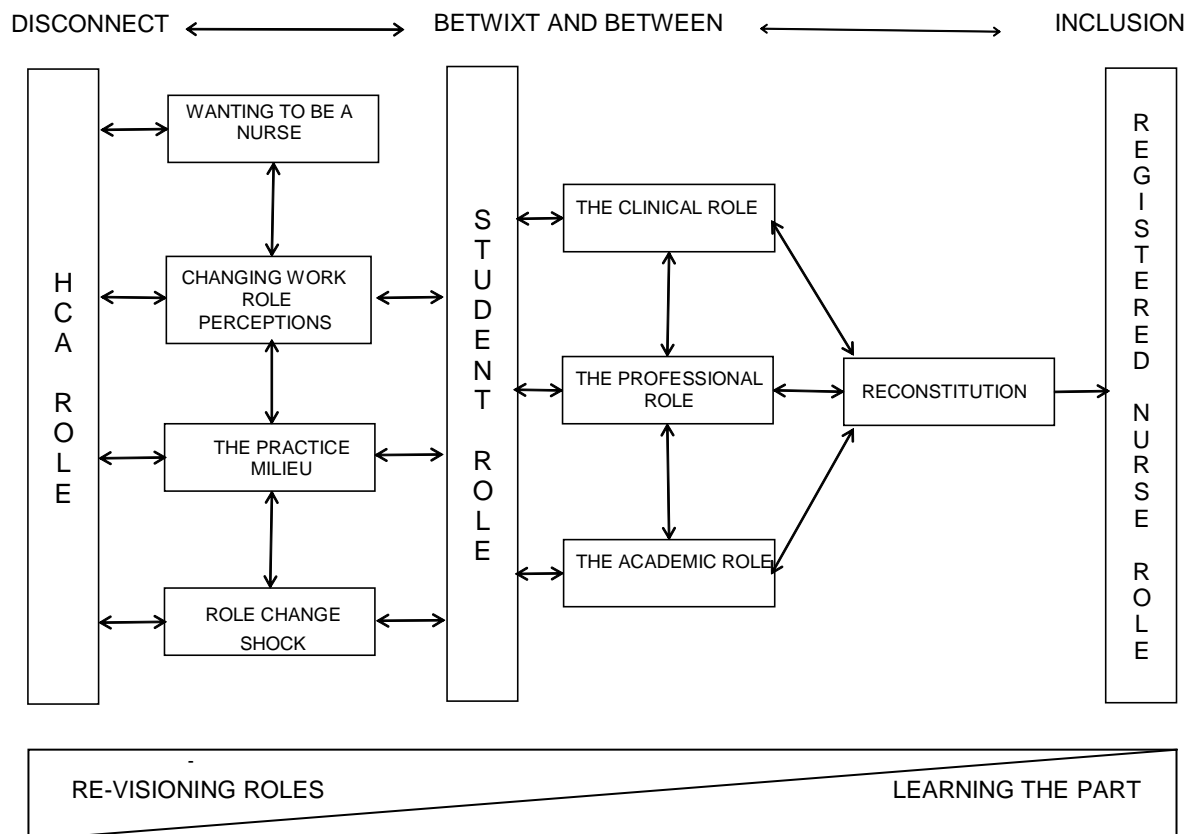 DISCONNECT BETWIXT AND BETWEEN INCLUSION
HCA ROLE
WANTING TO BE A
NURSE
CHANGING WORK
ROLE
PERCEPTIONS
THE PRACTICE
MILIEU
ROLE CHANGE
SHOCK
STUDENT ROLE
THE CLINICAL ROLE
THE PROFESSIONAL
ROLE
THE ACADEMIC ROLE
RECONSTITUTION
REGISTERED NURSE ROLE
-
RE-VISIONING ROLES LEARNING THE PART